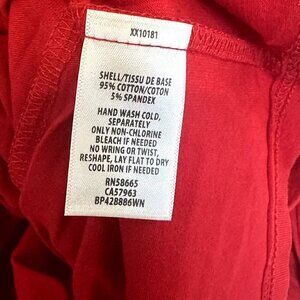 XX10181
SHELL/TISSU DE BASE
95% COTTON/COTON
5% SPANDEX
HAND WASH COLD,
SEPARATELY
ONLY NON-CHLORINE
BLEACH IF NEEDED
NO WRING OR TWIST,
RESHAPE, LAY FLAT TO DRY
COOL IRON IF NEEDED
RN58665
CA57963
BP428886WN